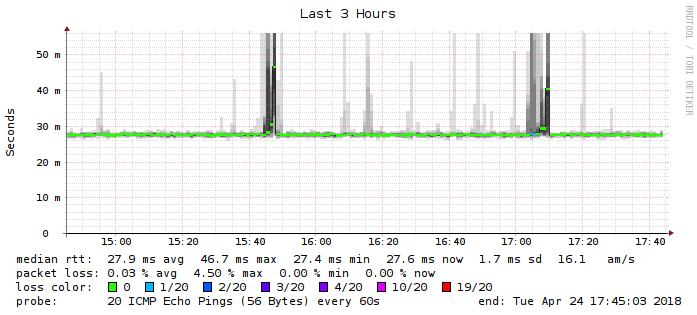 Last 3 Hours
RRDTOOL / TOBI OETIKER
Seconds
50 m
40 m
30 m
20 m
10 m
0
15:00 15:20 15:40 16:00 16:20 16:40 17:00 17:20 17:40
median rtt: 27.9 ms avg 46.7 ms max 27.4 ms min 27.6 ms now 1.7 ms sd 16.1 am/s
packet loss: 0.03 % avg 4.50 % max 0.00 % min 0.00 % now
loss color: 0 1/20 2/20 3/20 4/20 10/20 19/20
probe: 20 ICMP Echo Pings (56 Bytes) every 60s end: Tue Apr 24 17:45:03 2018